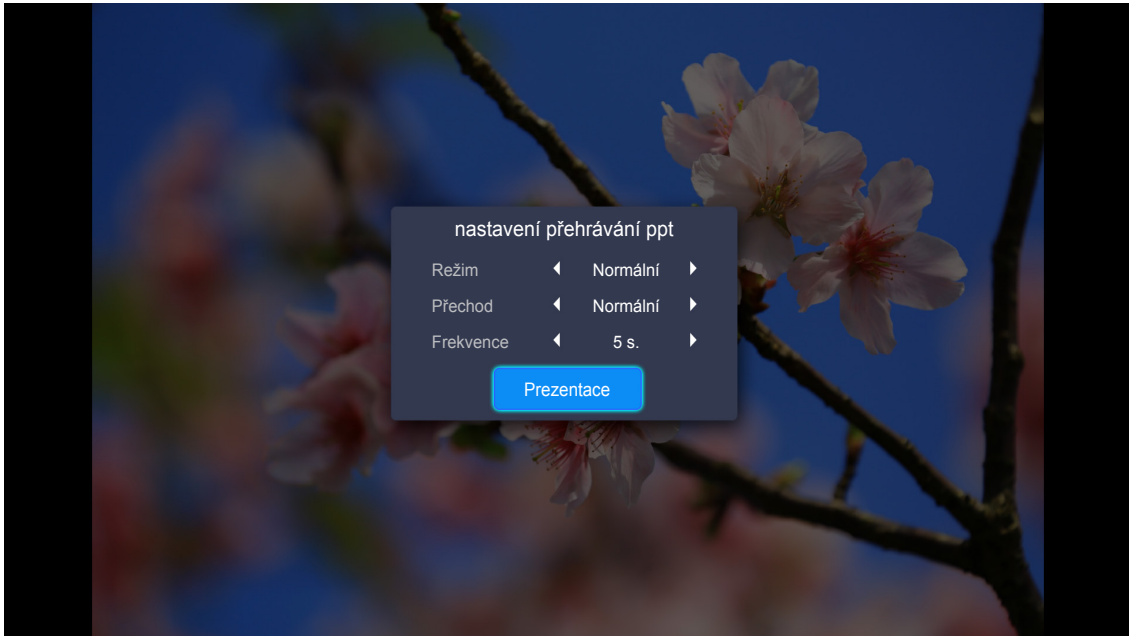 nastavení přehrávání ppt
Režim Normální
Přechod Normální
Frekvence 5 s.
Prezentace